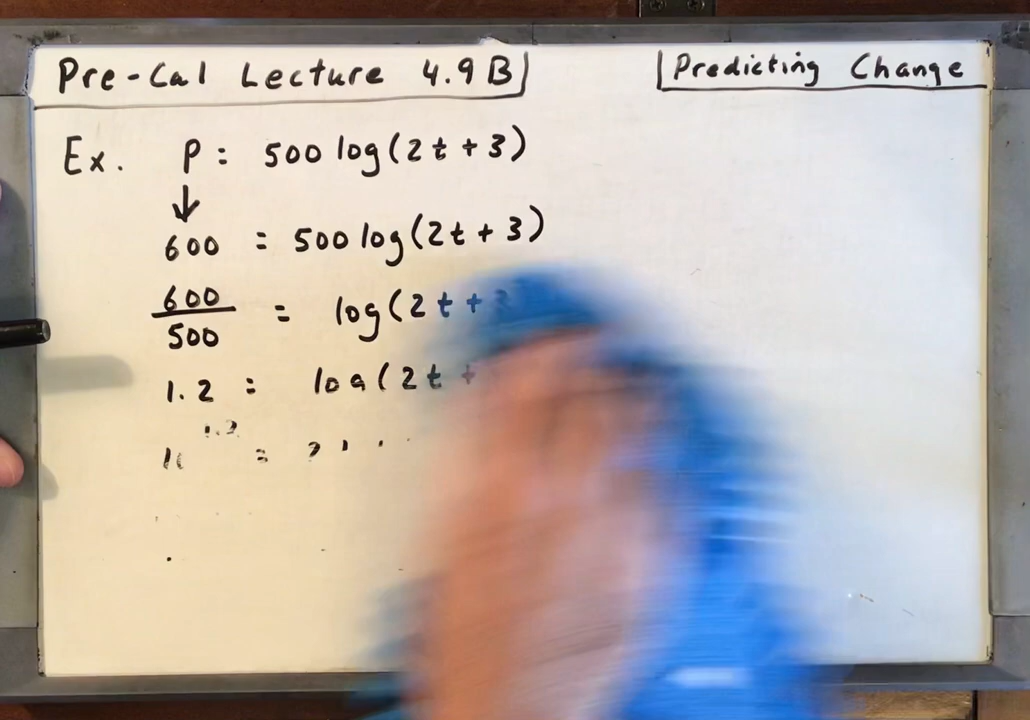 Pre-Cal Lecture 4.9B
Predicting Change
Ex. P = 500 log(2t + 3)
↓
600 = 500 log(2t + 3)
600/500 = log(2t +
1.2 = log(2t +